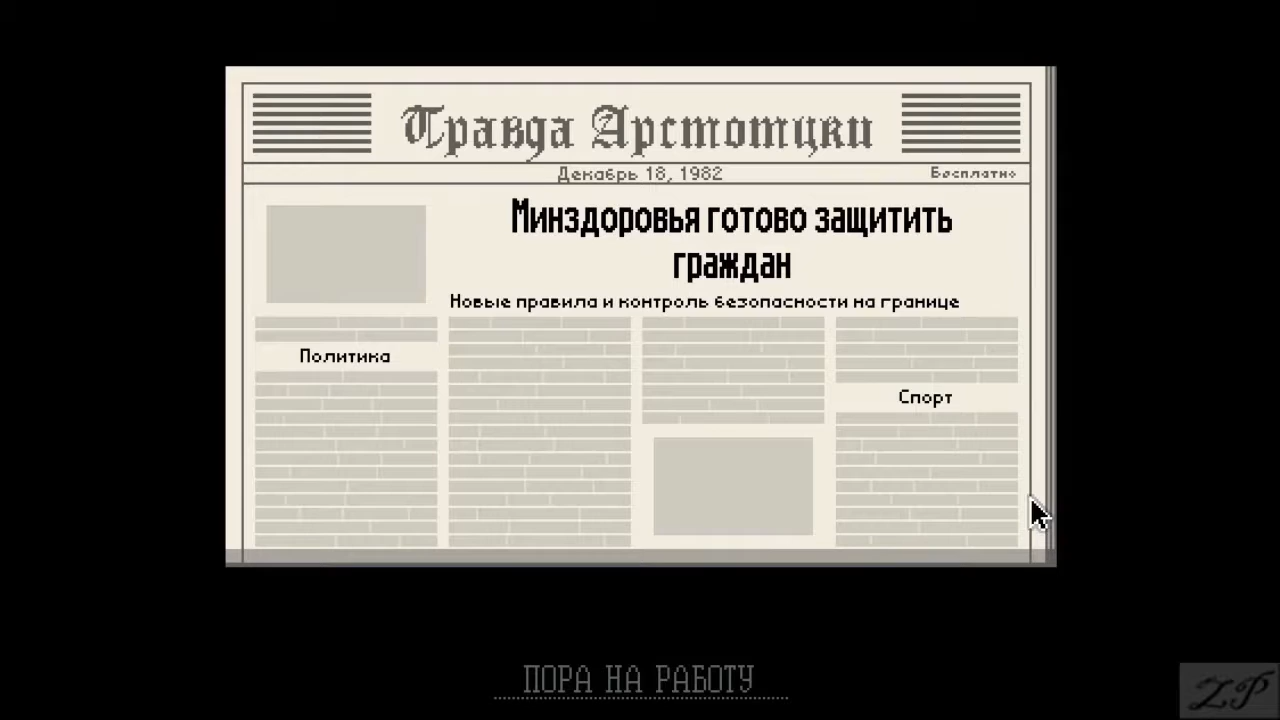 Правда Арстотцки
Декабрь 18, 1982
Бесплатно
Минздоровья готово защитить
граждан
Новые правила и контроль безопасности на границе
Политика
Спорт
ПОРА НА РАБОТУ
ZP